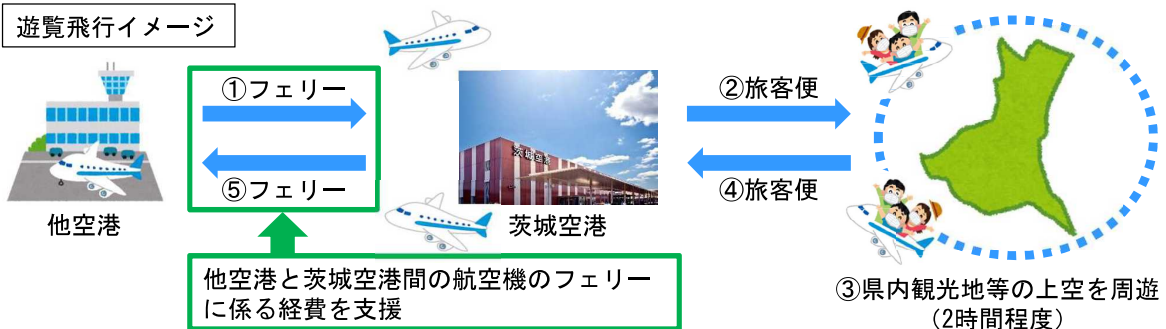 遊覧飛行イメージ
①フェリー
⑤フェリー
他空港
茨城空港
茨城空港
②旅客便
④旅客便
他空港と茨城空港間の航空機のフェリー
に係る経費を支援
③県内観光地等の上空を周遊
(2時間程度)